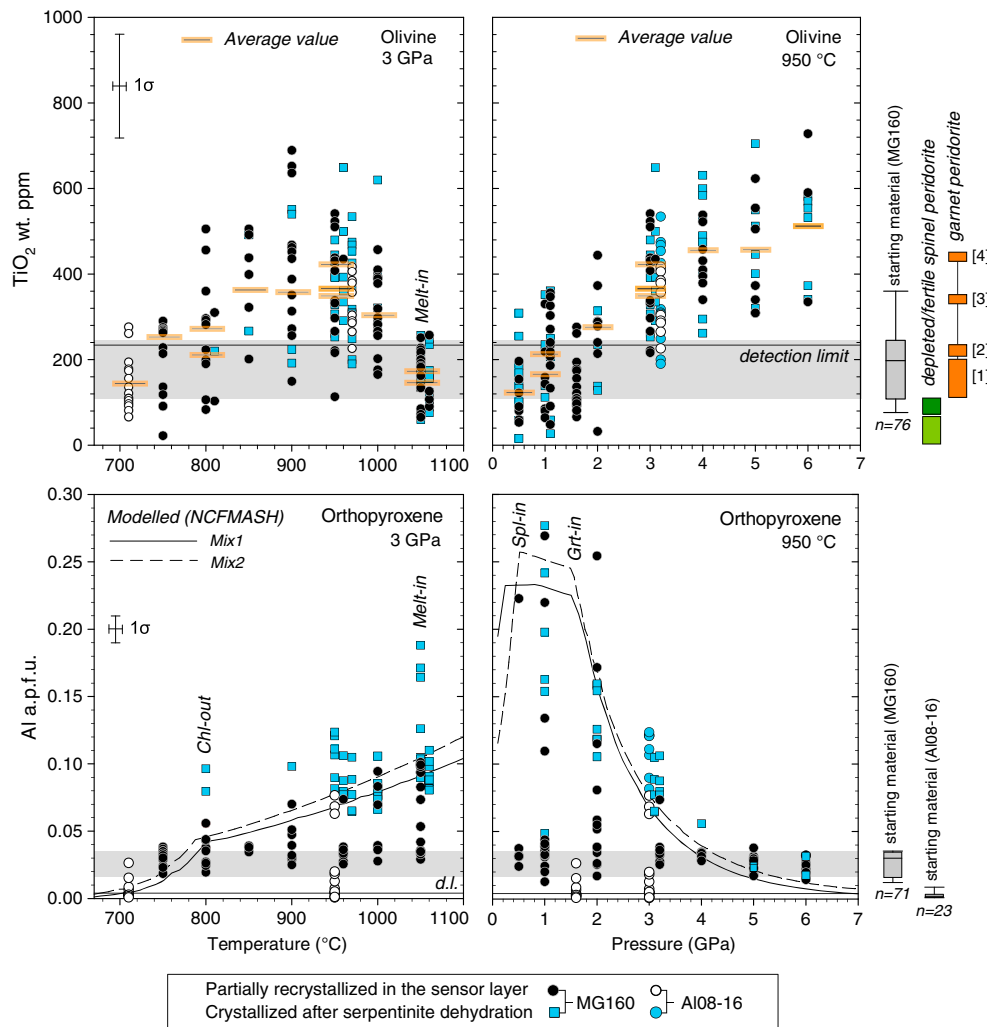 1000
800
600
400
200
0
TiO2 wt. ppm
Average value
Olivine
3 GPa
1σ
Melt-in
700
800
900
1000
1100
Average value
Olivine
950 °C
detection limit
0
1
2
3
4
5
6
7
starting material (MG160)
n=76
depleted/fertile spinel peridorite
garnet peridorite
[4]
[3]
[2]
[1]
0.30
0.25
0.20
0.15
0.10
0.05
0.00
Al a.p.f.u.
Modelled (NCFMASH)
Mix1
Mix2
Orthopyroxene
3 GPa
1σ
Chl-out
Melt-in
d.l.
700
800
900
1000
1100
Temperature (°C)
Spl-in
Grt-in
Orthopyroxene
950 °C
0
1
2
3
4
5
6
7
Pressure (GPa)
starting material (MG160)
n=71
starting material (Al08-16)
n=23
Partially recrystallized in the sensor layer
Crystallized after serpentinite dehydration
MG160
Al08-16